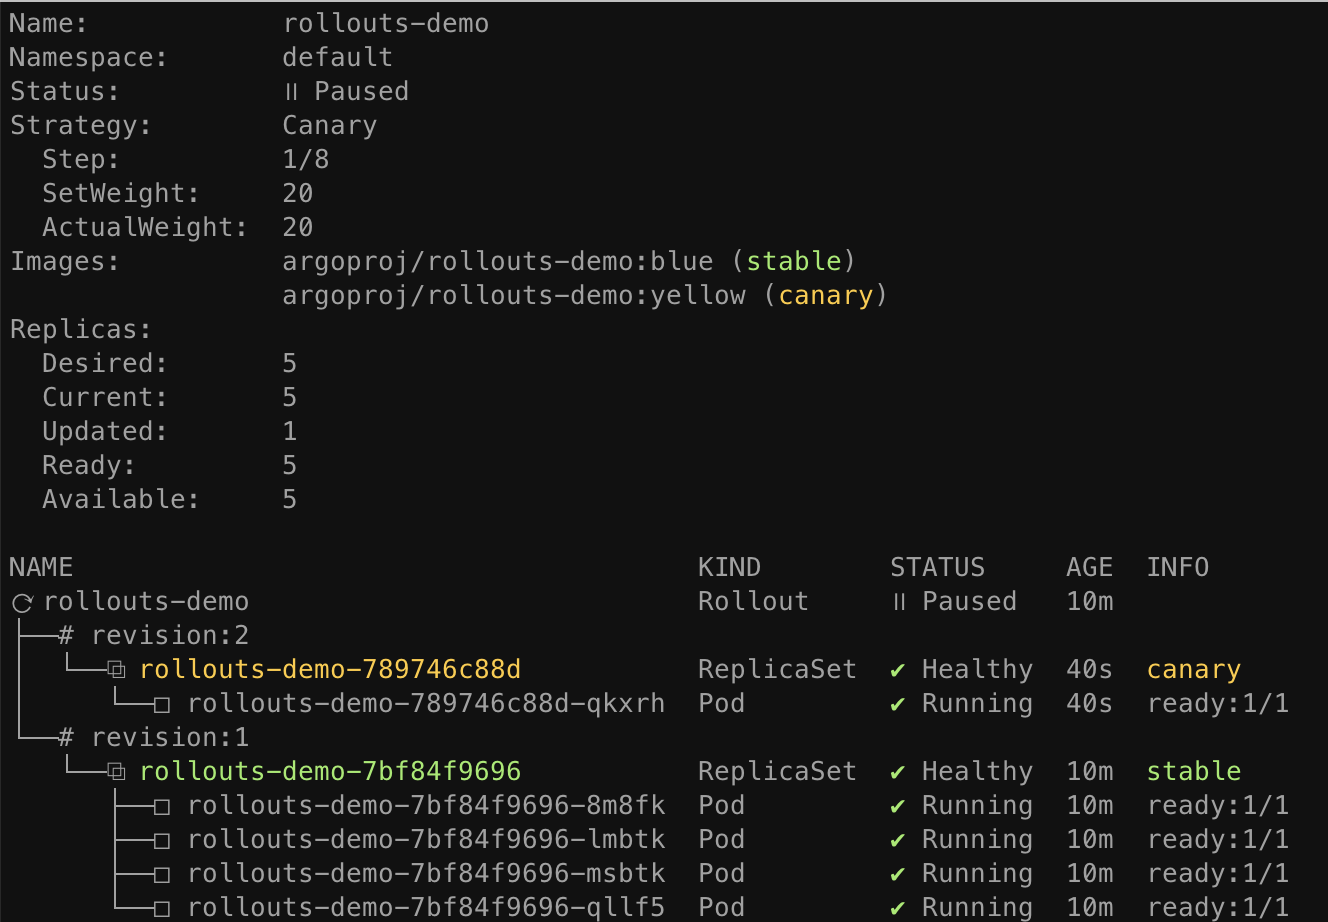 Name:            rollouts-demo
Namespace:       default
Status:          ॥ Paused
Strategy:        Canary
  Step:          1/8
  SetWeight:     20
  ActualWeight:  20
Images:          argoproj/rollouts-demo:blue (stable)
                 argoproj/rollouts-demo:yellow (canary)
Replicas:
  Desired:       5
  Current:       5
  Updated:       1
  Ready:         5
  Available:     5

NAME                                       KIND        STATUS     AGE  INFO
⟳ rollouts-demo                            Rollout     ॥ Paused   10m
├──# revision:2
│  └──⧉ rollouts-demo-789746c88d           ReplicaSet  ✔ Healthy  40s  canary
│     └──□ rollouts-demo-789746c88d-qkxrh  Pod         ✔ Running  40s  ready:1/1
└──# revision:1
   └──⧉ rollouts-demo-7bf84f9696           ReplicaSet  ✔ Healthy  10m  stable
      ├──□ rollouts-demo-7bf84f9696-8m8fk  Pod         ✔ Running  10m  ready:1/1
      ├──□ rollouts-demo-7bf84f9696-lmbtk  Pod         ✔ Running  10m  ready:1/1
      ├──□ rollouts-demo-7bf84f9696-msbtk  Pod         ✔ Running  10m  ready:1/1
      └──□ rollouts-demo-7bf84f9696-qllf5  Pod         ✔ Running  10m  ready:1/1